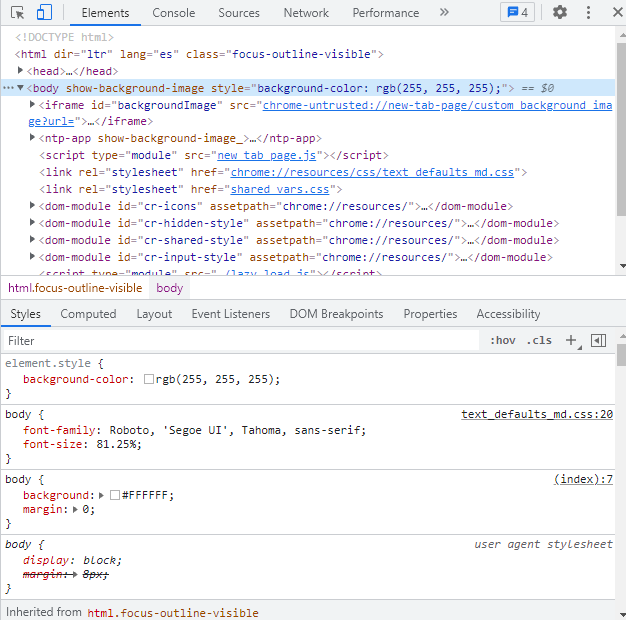 Elements Console Sources Network Performance » 4
<!DOCTYPE html>
<html dir="ltr" lang="es" class="focus-outline-visible">
<head>…</head>
<body show-background-image style="background-color: rgb(255, 255, 255);"> == $0
<iframe id="backgroundImage" src="chrome-untrusted://new-tab-page/custom_background_ima
ge?url="></iframe>
<ntp-app show-background-image_>…</ntp-app>
<script type="module" src="new_tab_page.js"></script>
<link rel="stylesheet" href="chrome://resources/css/text_defaults_md.css">
<link rel="stylesheet" href="shared_vars.css">
<dom-module id="cr-icons" assetpath="chrome://resources/">…</dom-module>
<dom-module id="cr-hidden-style" assetpath="chrome://resources/">…</dom-module>
<dom-module id="cr-shared-style" assetpath="chrome://resources/">…</dom-module>
<dom-module id="cr-input-style" assetpath="chrome://resources/">…</dom-module>
<script type="module" src="./lazy_load.js"></script>
html.focus-outline-visible body
Styles Computed Layout Event Listeners DOM Breakpoints Properties Accessibility
Filter :hov .cls +
element.style {
background-color: rgb(255, 255, 255);
}
body { text_defaults_md.css:20
font-family: Roboto, 'Segoe UI', Tahoma, sans-serif;
font-size: 81.25%;
}
body { (index):7
background: #FFFFFF;
margin: 0;
}
body { user agent stylesheet
display: block;
margin: 8px;
}
Inherited from html.focus-outline-visible